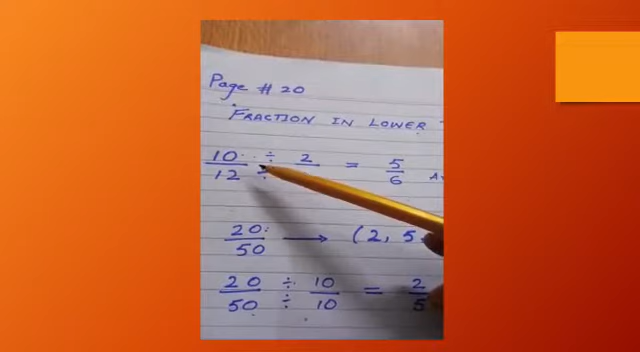 Page # 20
FRACTION IN LOWER
10 ÷ 2 = 5
12 ÷ 6
20 → (2, 5
50
20 ÷ 10 = 2
50 ÷ 10 5